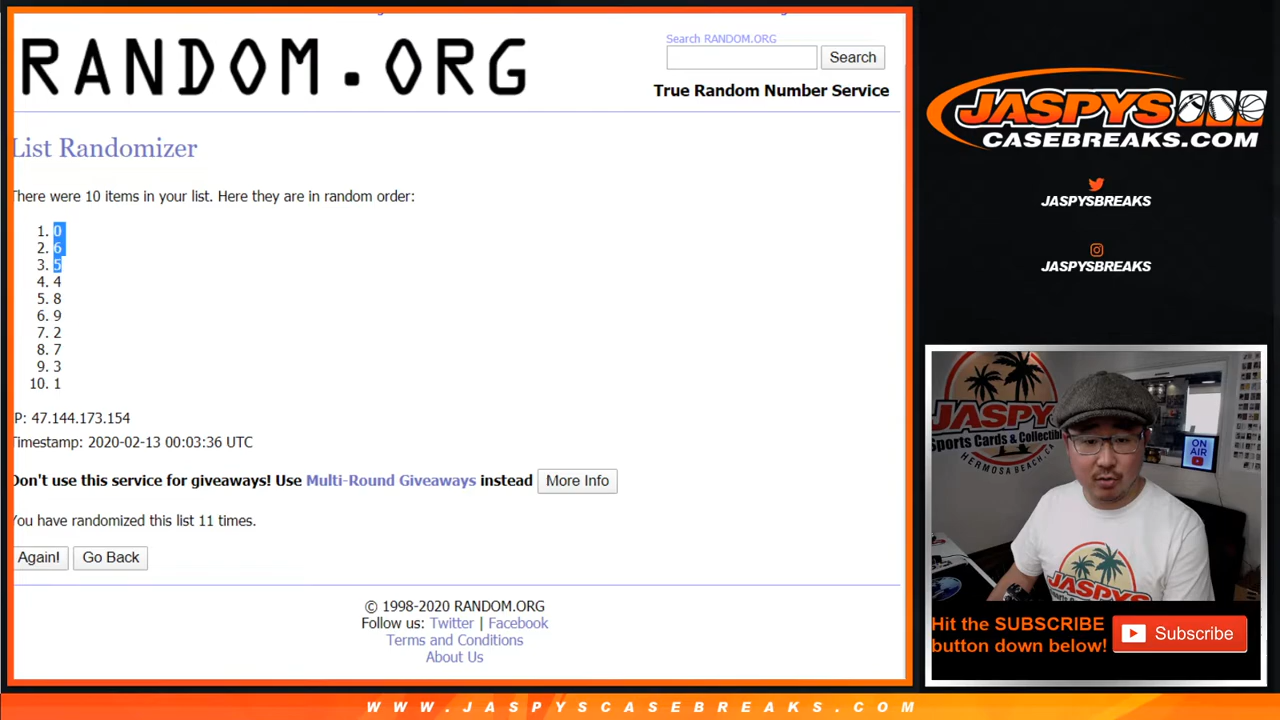 RANDOM.ORG
Search RANDOM.ORG
Search
True Random Number Service
List Randomizer
There were 10 items in your list. Here they are in random order:
1. 0
2. 6
3. 5
4. 4
5. 8
6. 9
7. 2
8. 7
9. 3
10. 1
P: 47.144.173.154
Timestamp: 2020-02-13 00:03:36 UTC
Don't use this service for giveaways! Use Multi-Round Giveaways instead More Info
You have randomized this list 11 times.
Again! Go Back
© 1998-2020 RANDOM.ORG
Follow us: Twitter | Facebook
Terms and Conditions
About Us
JASPYS
CASEBREAKS.COM
JASPYSBREAKS
JASPYSBREAKS
JASPY
Sports Cards & Collectibl
HERMOSA BEACH, CA
ON
AIR
JASPY
Hit the SUBSCRIBE
button down below!
Subscribe
WWW.JASPYSCASEBREAKS.COM